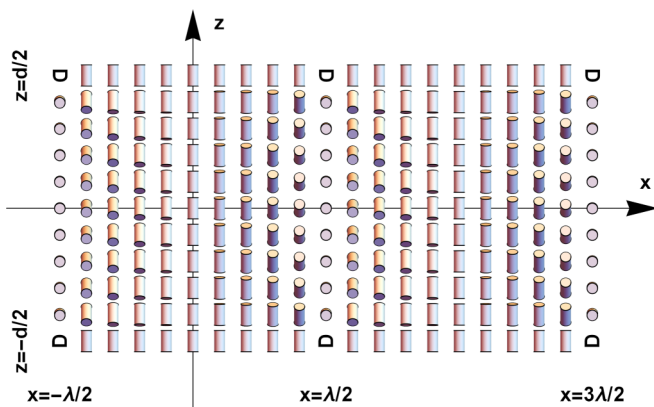 z
z=d/2
D D D
x
z=−d/2
D D D
x=−λ/2 x=λ/2 x=3λ/2